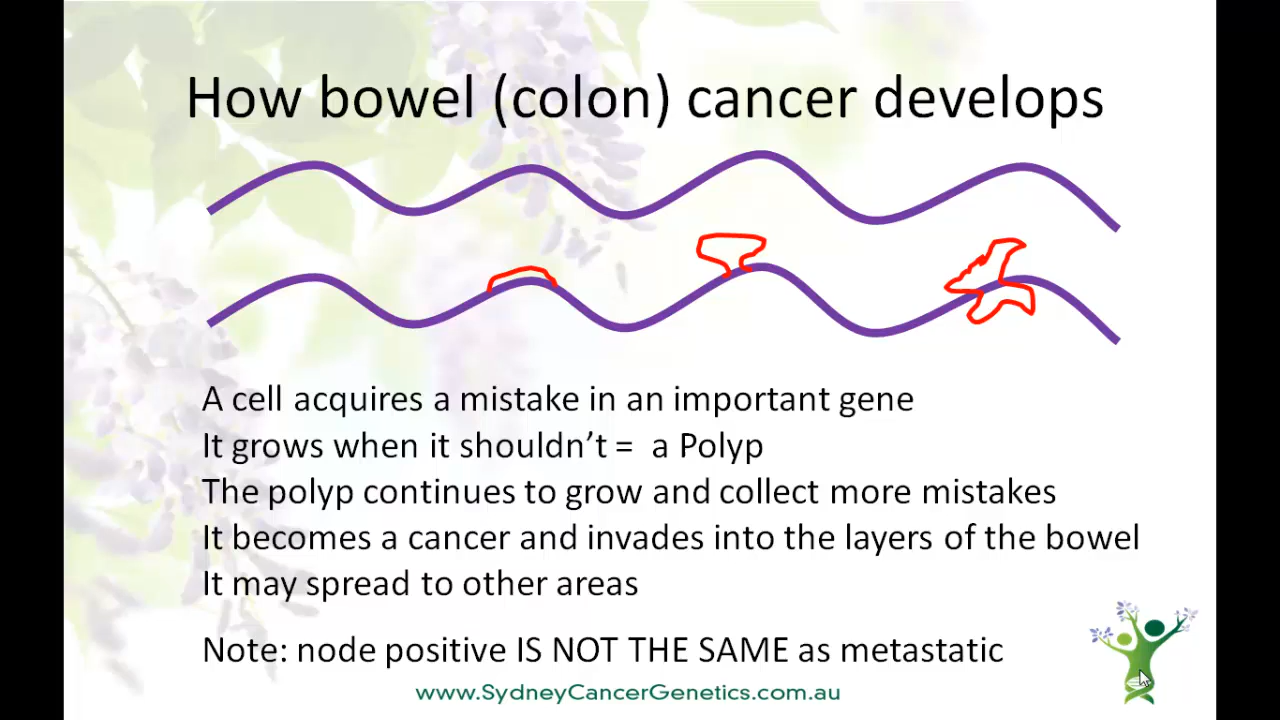 How bowel (colon) cancer develops
A cell acquires a mistake in an important gene
It grows when it shouldn’t =  a Polyp
The polyp continues to grow and collect more mistakes
It becomes a cancer and invades into the layers of the bowel
It may spread to other areas
Note: node positive IS NOT THE SAME as metastatic
www.SydneyCancerGenetics.com.au